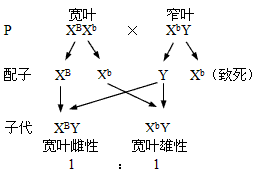 宽叶 窄叶
P XᴮXᵇ × XᵇY
配子 Xᴮ Xᵇ Y Xᵇ(致死)
子代 XᴮY XᵇY
宽叶雌性 宽叶雄性
1 : 1